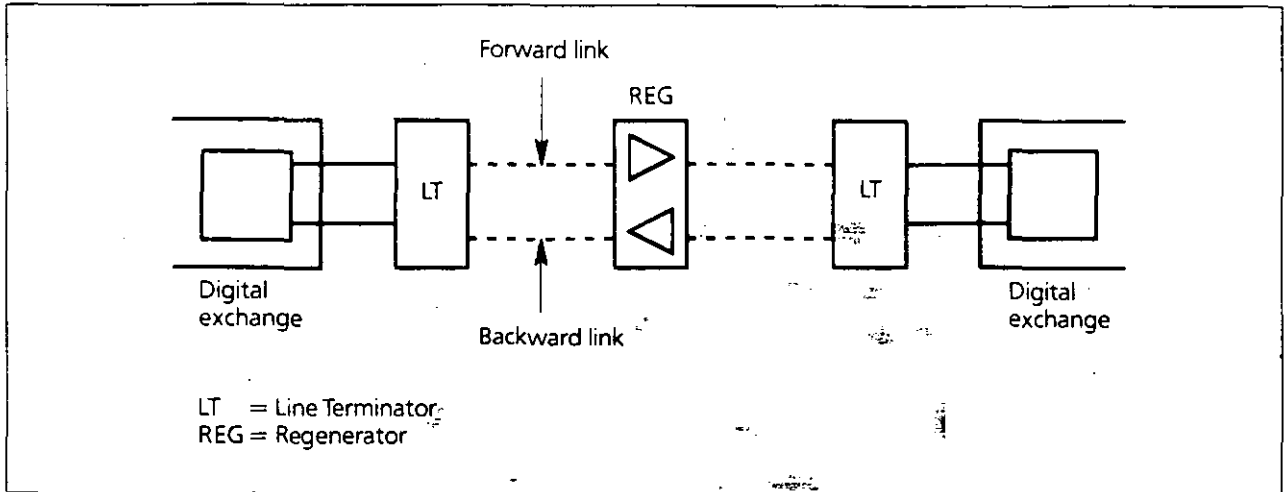 Forward link
REG
LT
LT
Digital
exchange
Digital
exchange
Backward link
LT = Line Terminator
REG = Regenerator